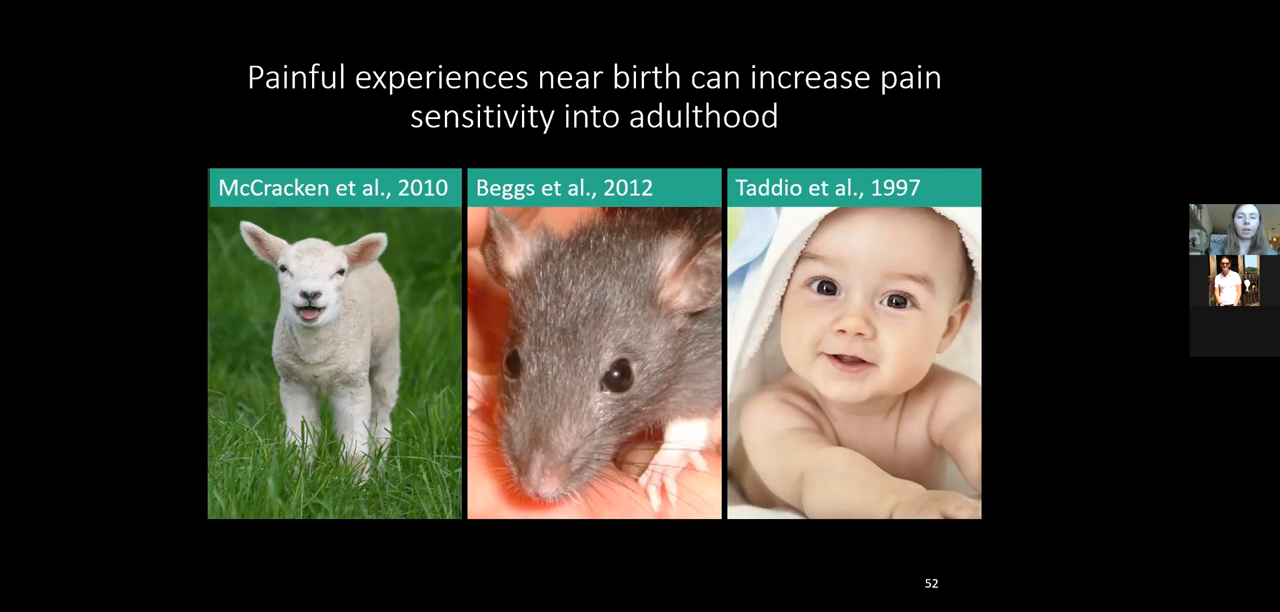 Painful experiences near birth can increase pain
sensitivity into adulthood
McCracken et al., 2010
Beggs et al., 2012
Taddio et al., 1997
52